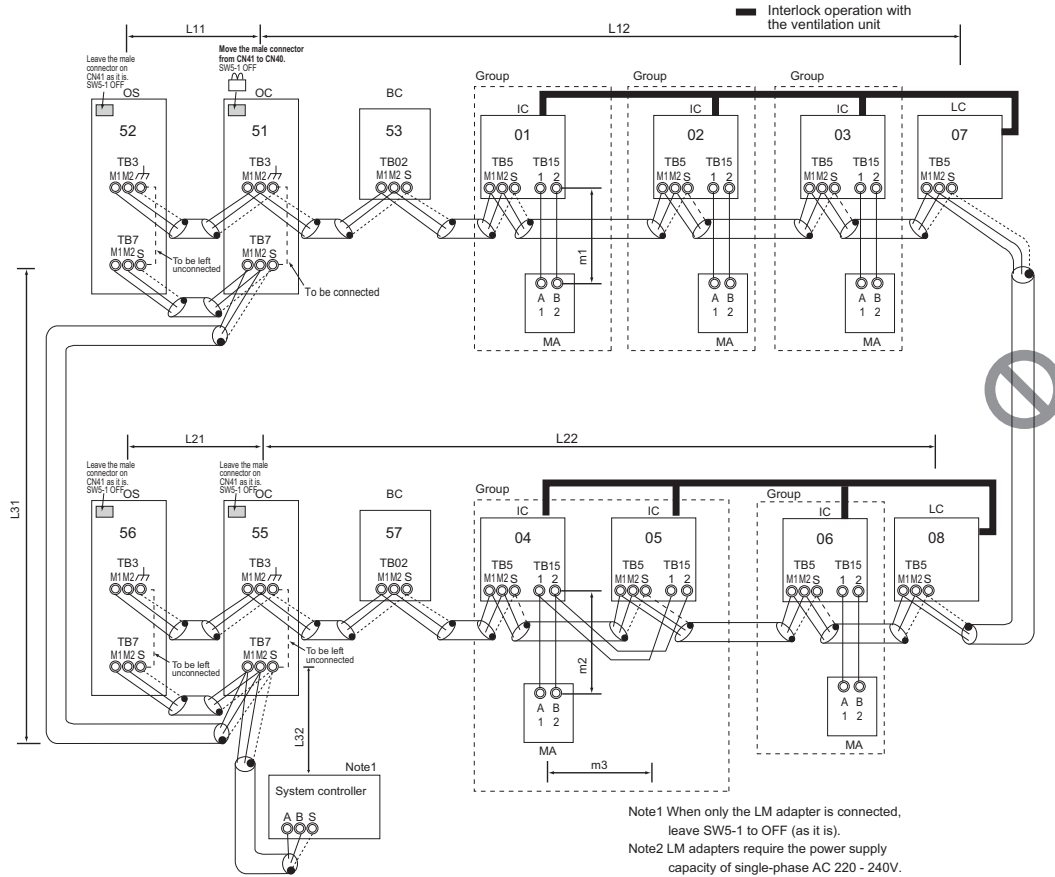 Interlock operation with
the ventilation unit
L11
L12
Leave the male
connector on
CN41 as it is.
SW5-1 OFF
Move the male connector
from CN41 to CN40.
SW5-1 OFF
OS
OC
BC
Group
Group
Group
IC
IC
IC
LC
52
51
53
01
02
03
07
TB3
M1 M2
TB3
M1 M2
TB02
M1 M2 S
TB5
M1 M2 S
TB15
1 2
TB5
M1 M2 S
TB15
1 2
TB5
M1 M2 S
TB15
1 2
TB5
M1 M2 S
TB7
M1 M2 S
To be left
unconnected
TB7
M1 M2 S
To be connected
m1
A B
1 2
MA
A B
1 2
MA
A B
1 2
MA
L31
L21
L22
Leave the male
connector on
CN41 as it is.
SW5-1 OFF
Leave the male
connector on
CN41 as it is.
SW5-1 OFF
OS
OC
BC
Group
Group
IC
IC
IC
LC
56
55
57
04
05
06
08
TB3
M1 M2
TB3
M1 M2
TB02
M1 M2 S
TB5
M1 M2 S
TB15
1 2
TB5
M1 M2 S
TB15
1 2
TB5
M1 M2 S
TB15
1 2
TB5
M1 M2 S
TB7
M1 M2 S
To be left
unconnected
TB7
M1 M2 S
To be left
unconnected
m2
A B
1 2
MA
A B
1 2
MA
L32
m3
Note1
System controller
A B S
Note1 When only the LM adapter is connected,
leave SW5-1 to OFF (as it is).
Note2 LM adapters require the power supply
capacity of single-phase AC 220 - 240V.